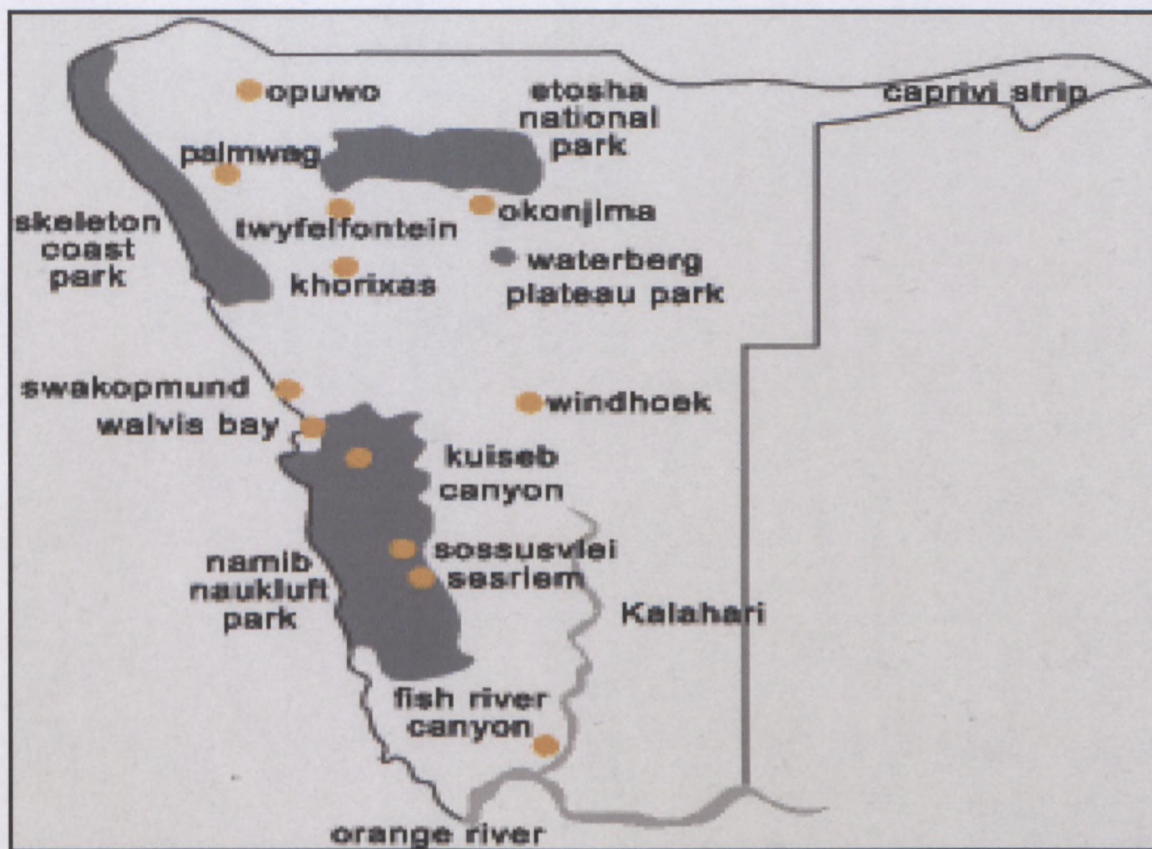 opuwo
etosha
national
park
caprivi strip
palmwag
skeleton
coast
park
twyfelfontein
okonjima
khorixas
waterberg
plateau park
swakopmund
walvis bay
windhoek
kuiseb
canyon
sossusvlei
sesriem
namib
naukluft
park
Kalahari
fish river
canyon
orange river